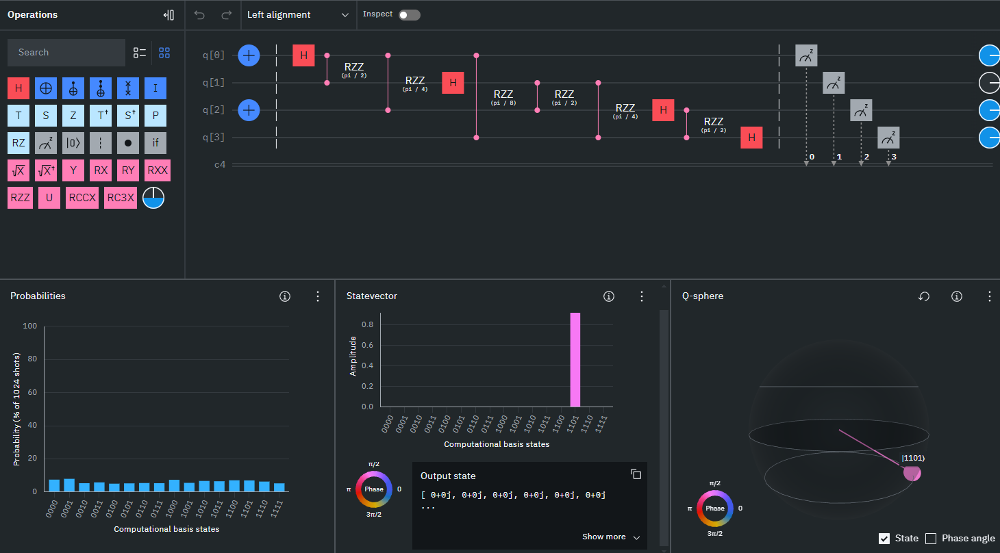 Operations
Left alignment
Inspect
Search
H
I
T S Z T† S† P
RZ z |0⟩ if
√X √X† Y RX RY RXX
RZZ U RCCX RC3X
q[0] H z
RZZ
(pi / 2)
q[1] RZZ H z
(pi / 4)
RZZ RZZ
(pi / 8) (pi / 2)
q[2] RZZ H z
(pi / 4)
RZZ
(pi / 2)
q[3] H z
c4 0 1 2 3
Probabilities
Probability (% of 1024 shots)
100
80
60
40
20
0
0000 0001 0010 0011 0100 0101 0110 0111 1000 1001 1010 1011 1100 1101 1110 1111
Computational basis states
Statevector
Amplitude
0.8
0.6
0.4
0.2
0.0
0000 0001 0010 0011 0100 0101 0110 0111 1000 1001 1010 1011 1100 1101 1110 1111
Computational basis states
π/2
π Phase 0
3π/2
Output state
[ 0+0j, 0+0j, 0+0j, 0+0j, 0+0j, 0+0j
...
Show more
Q-sphere
|1101⟩
π/2
π Phase 0
3π/2
State Phase angle